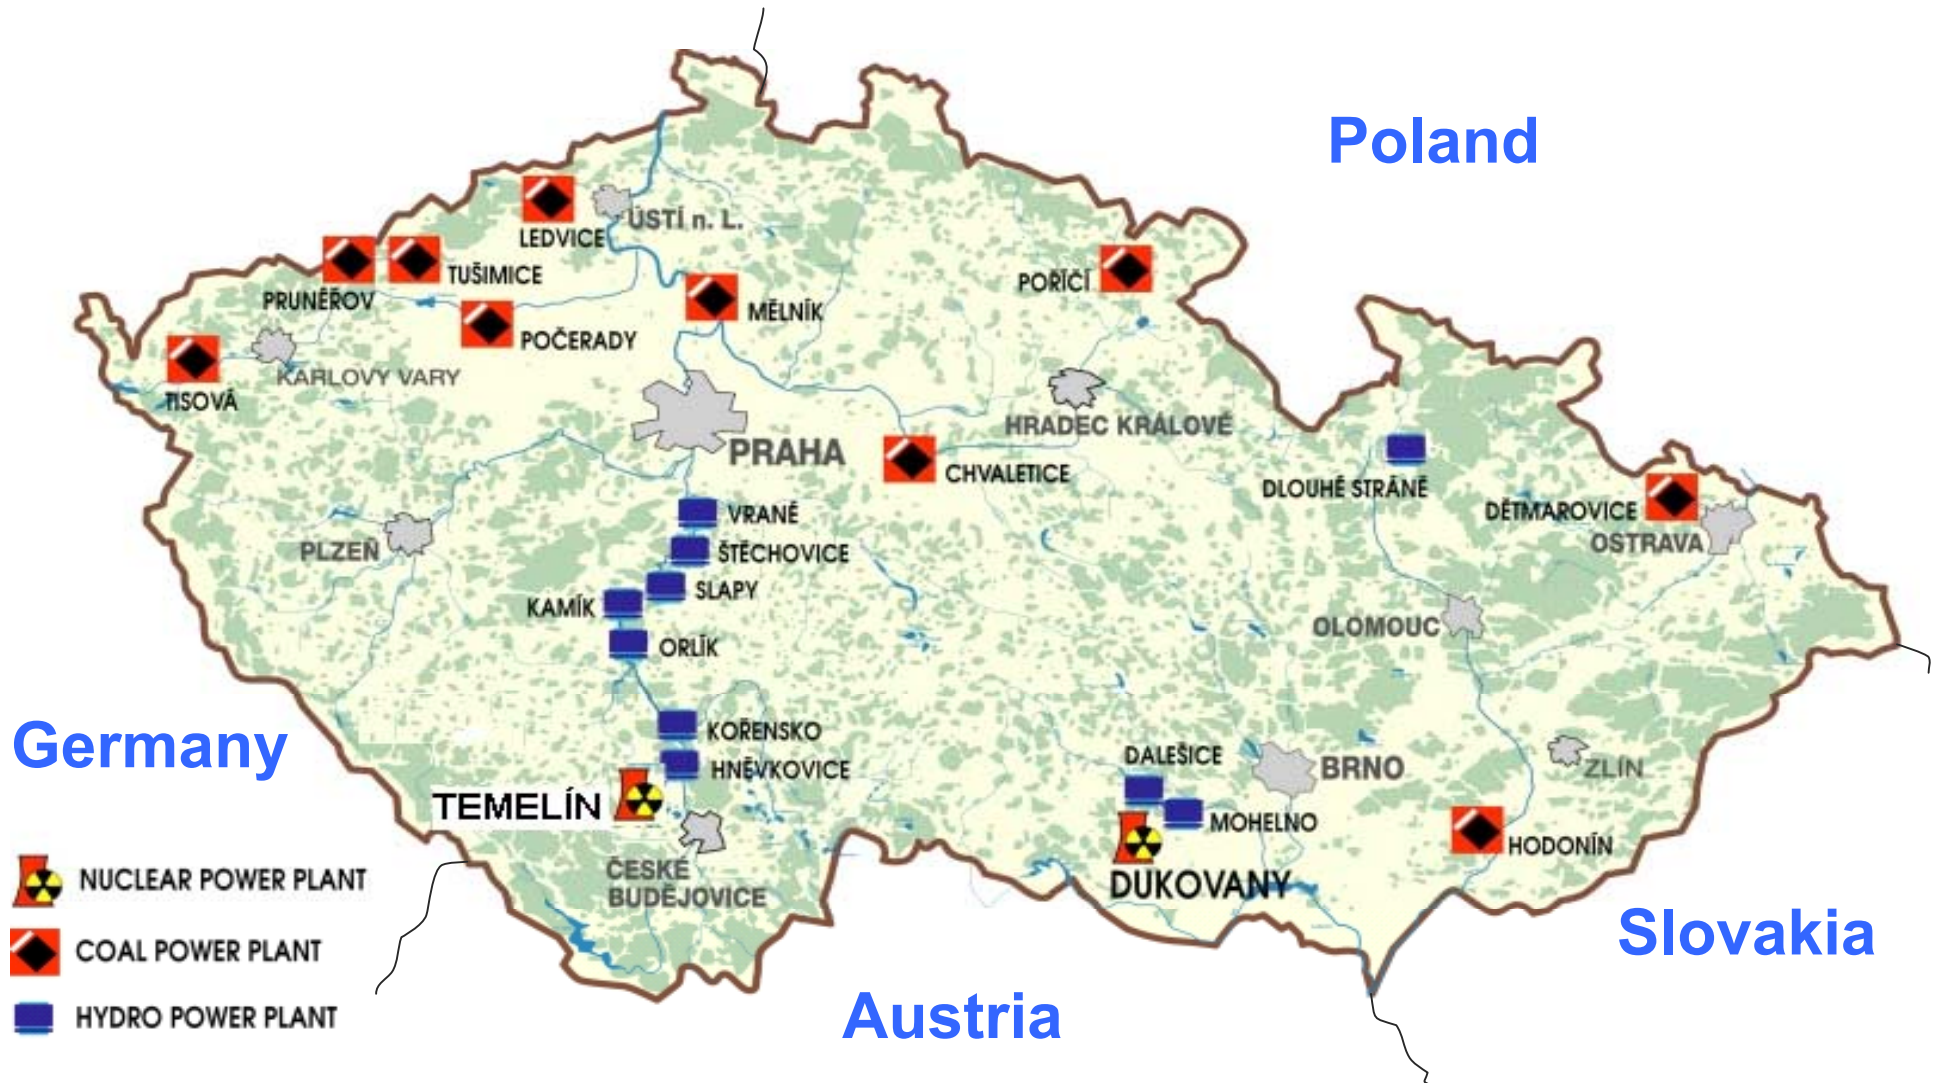 Poland
ÚSTÍ n. L.
LEDVICE
TUŠIMICE
PRUNÉŘOV
POŘÍČÍ
MĚLNÍK
POČERADY
KARLOVY VARY
TISOVÁ
HRADEC KRÁLOVÉ
PRAHA
CHVALETICE
DLOUHÉ STRÁNĚ
DĚTMAROVICE
OSTRAVA
VRANÉ
PLZEŇ
ŠTĚCHOVICE
SLAPY
KAMÍK
ORLÍK
OLOMOUC
Germany
KOŘENSKO
HNĚVKOVICE
DALEŠICE
BRNO
ZLÍN
TEMELÍN
MOHELNO
HODONÍN
ČESKÉ
BUDĚJOVICE
DUKOVANY
NUCLEAR POWER PLANT
COAL POWER PLANT
HYDRO POWER PLANT
Slovakia
Austria